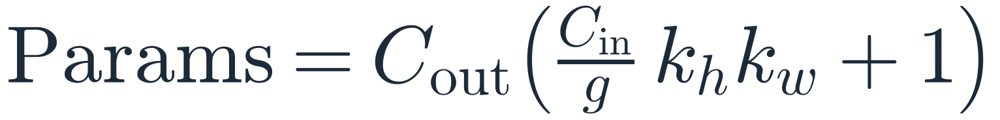 Params = C_out (C_in/g k_h k_w + 1)